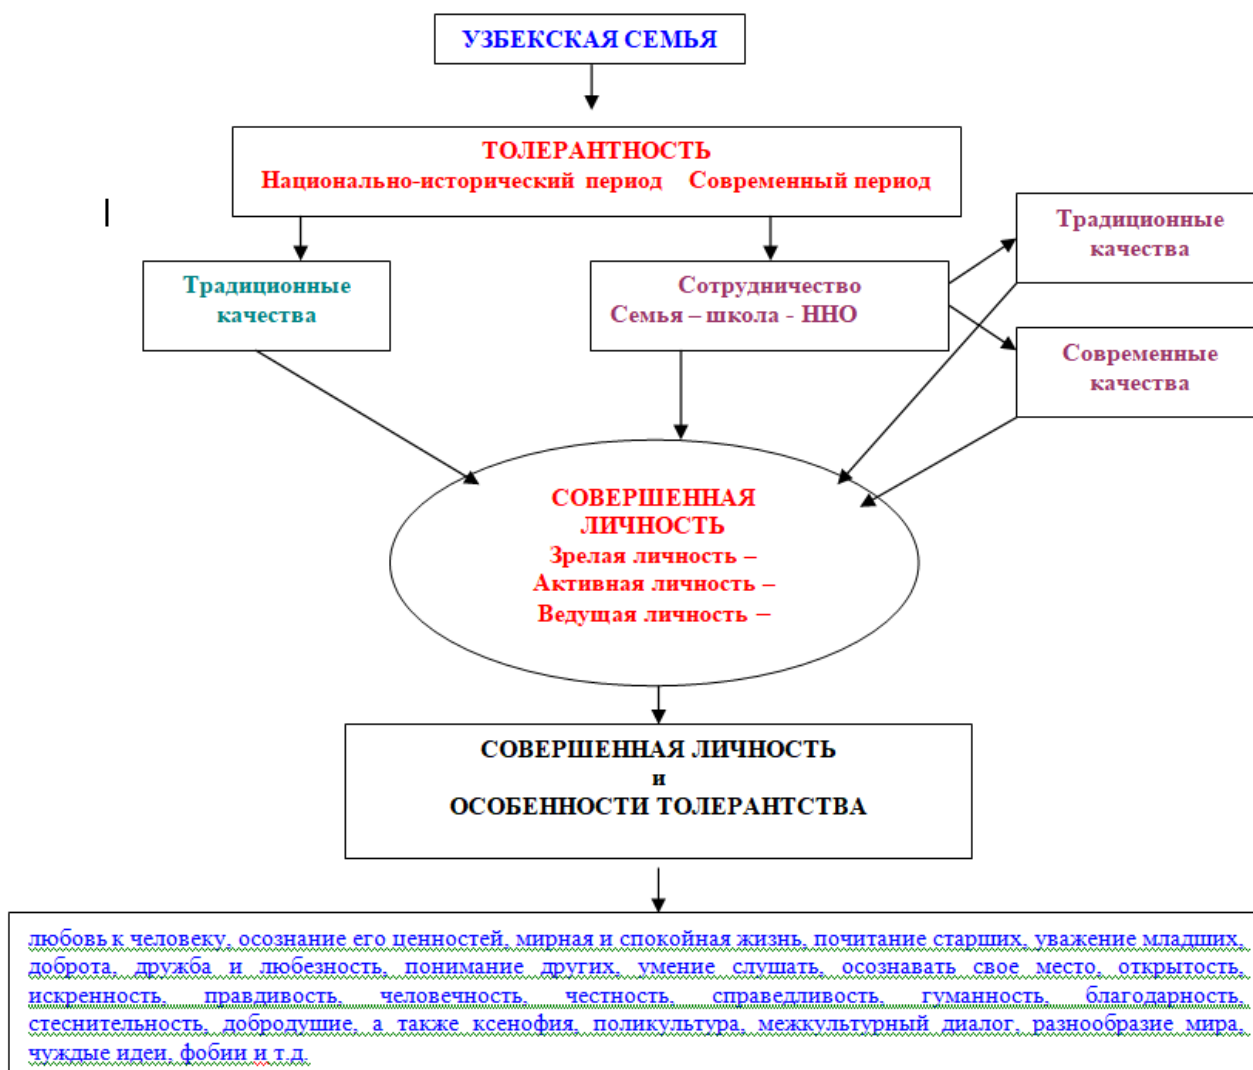 УЗБЕКСКАЯ СЕМЬЯ
ТОЛЕРАНТНОСТЬ
Национально-исторический период Современный период
Традиционные
качества
Сотрудничество
Семья – школа - ННО
Традиционные
качества
Современные
качества
СОВЕРШЕННАЯ
ЛИЧНОСТЬ
Зрелая личность –
Активная личность –
Ведущая личность –
СОВЕРШЕННАЯ ЛИЧНОСТЬ
и
ОСОБЕННОСТИ ТОЛЕРАНТСТВА
любовь к человеку, осознание его ценностей, мирная и спокойная жизнь, почитание старших, уважение младших,
доброта, дружба и любезность, понимание других, умение слушать, осознавать свое место, открытость,
искренность, правдивость, человечность, честность, справедливость, гуманность, благодарность,
стеснительность, добродушие, а также ксенофия, поликультура, межкультурный диалог, разнообразие мира,
чуждые идеи, фобии и т.д.